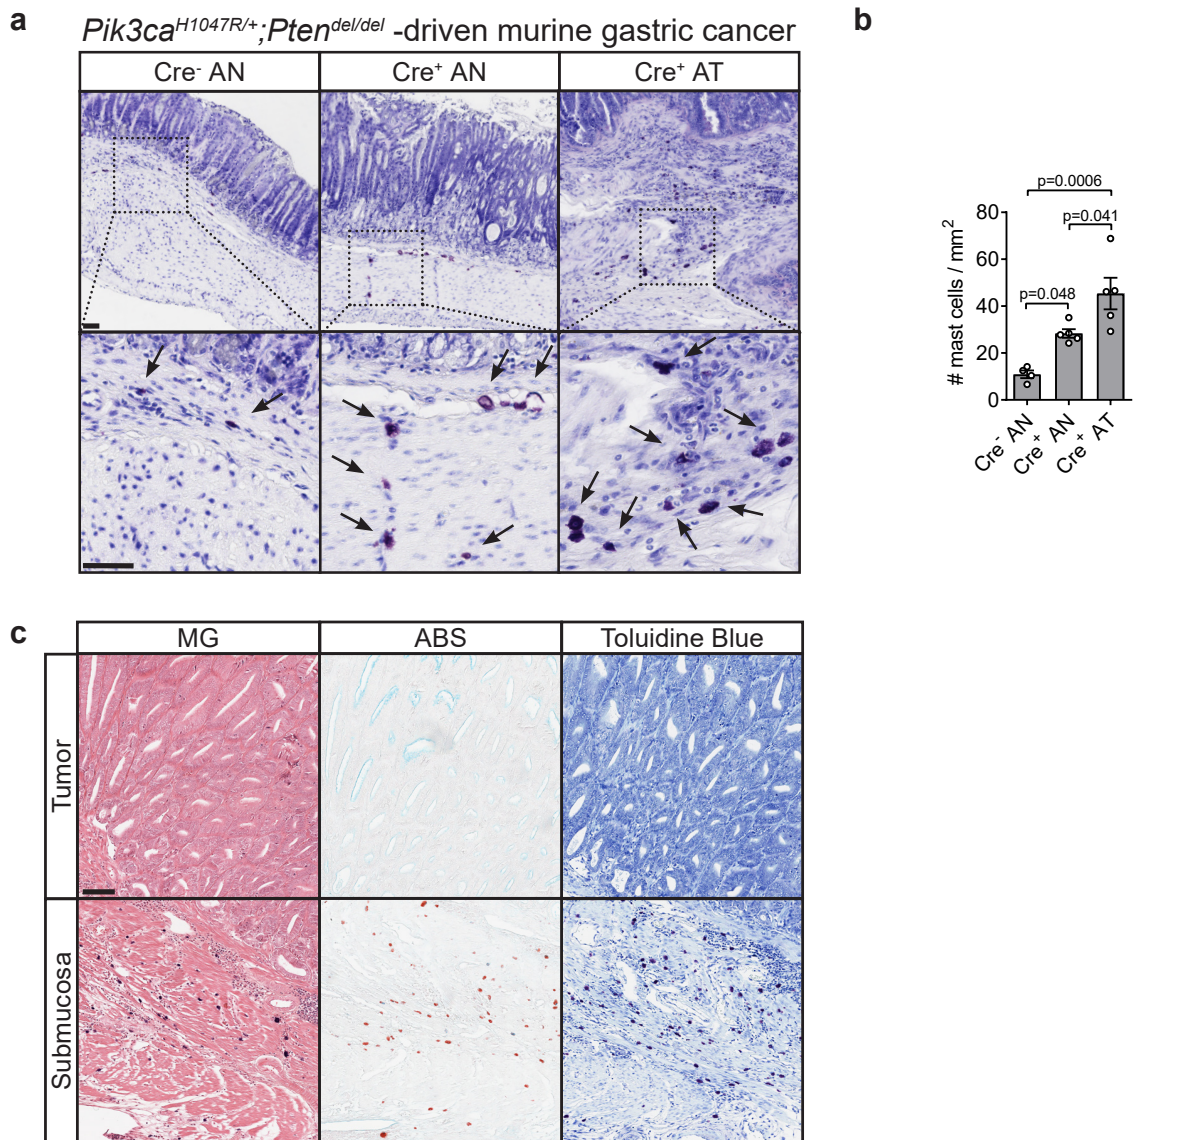 a
Pik3caH1047R/+;Ptendel/del -driven murine gastric cancer
Cre- AN
Cre+ AN
Cre+ AT
b
p=0.0006
p=0.041
p=0.048
# mast cells / mm2
80
60
40
20
0
Cre- AN
Cre+ AN
Cre+ AT
c
MG
ABS
Toluidine Blue
Tumor
Submucosa